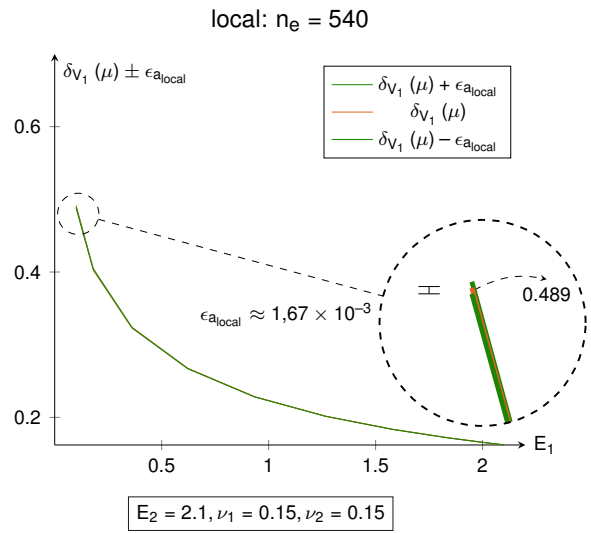 local: nₑ = 540
δ_V₁ (μ) ± ϵ_a_local
δ_V₁ (μ) + ϵ_a_local
δ_V₁ (μ)
δ_V₁ (μ) − ϵ_a_local
0.6
0.4
0.2
ϵ_a_local ≈ 1,67 × 10⁻³
0.489
E₁
0.5 1 1.5 2
E₂ = 2.1, ν₁ = 0.15, ν₂ = 0.15